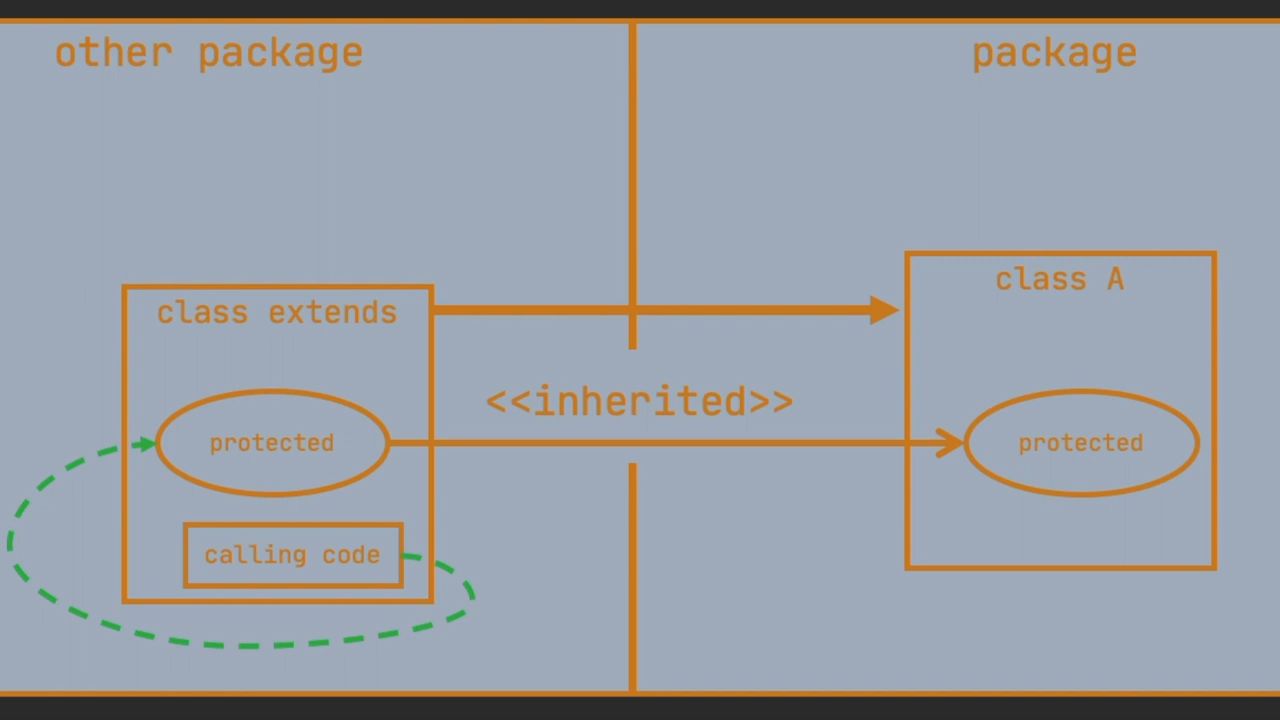 other package
package
class extends
class A
<<inherited>>
protected
protected
calling code